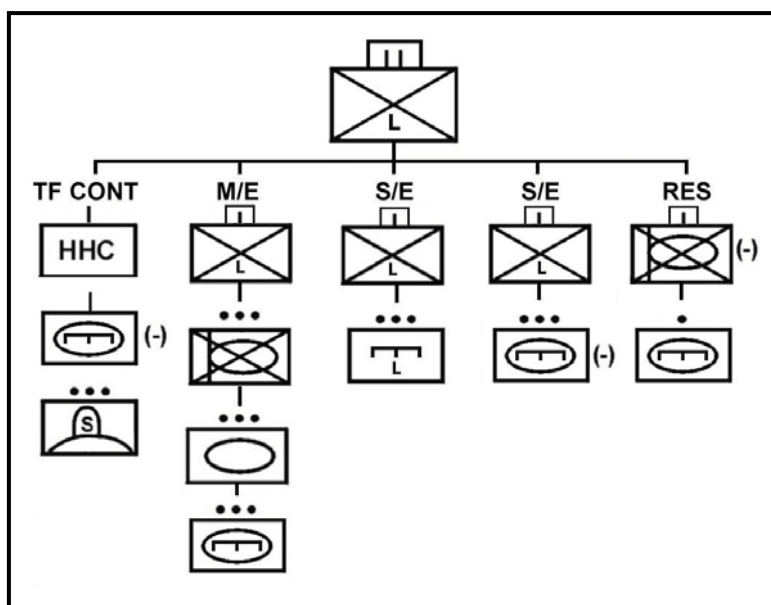 L
TF CONT M/E S/E S/E RES
HHC L L L (-)
(-) L (-)
S